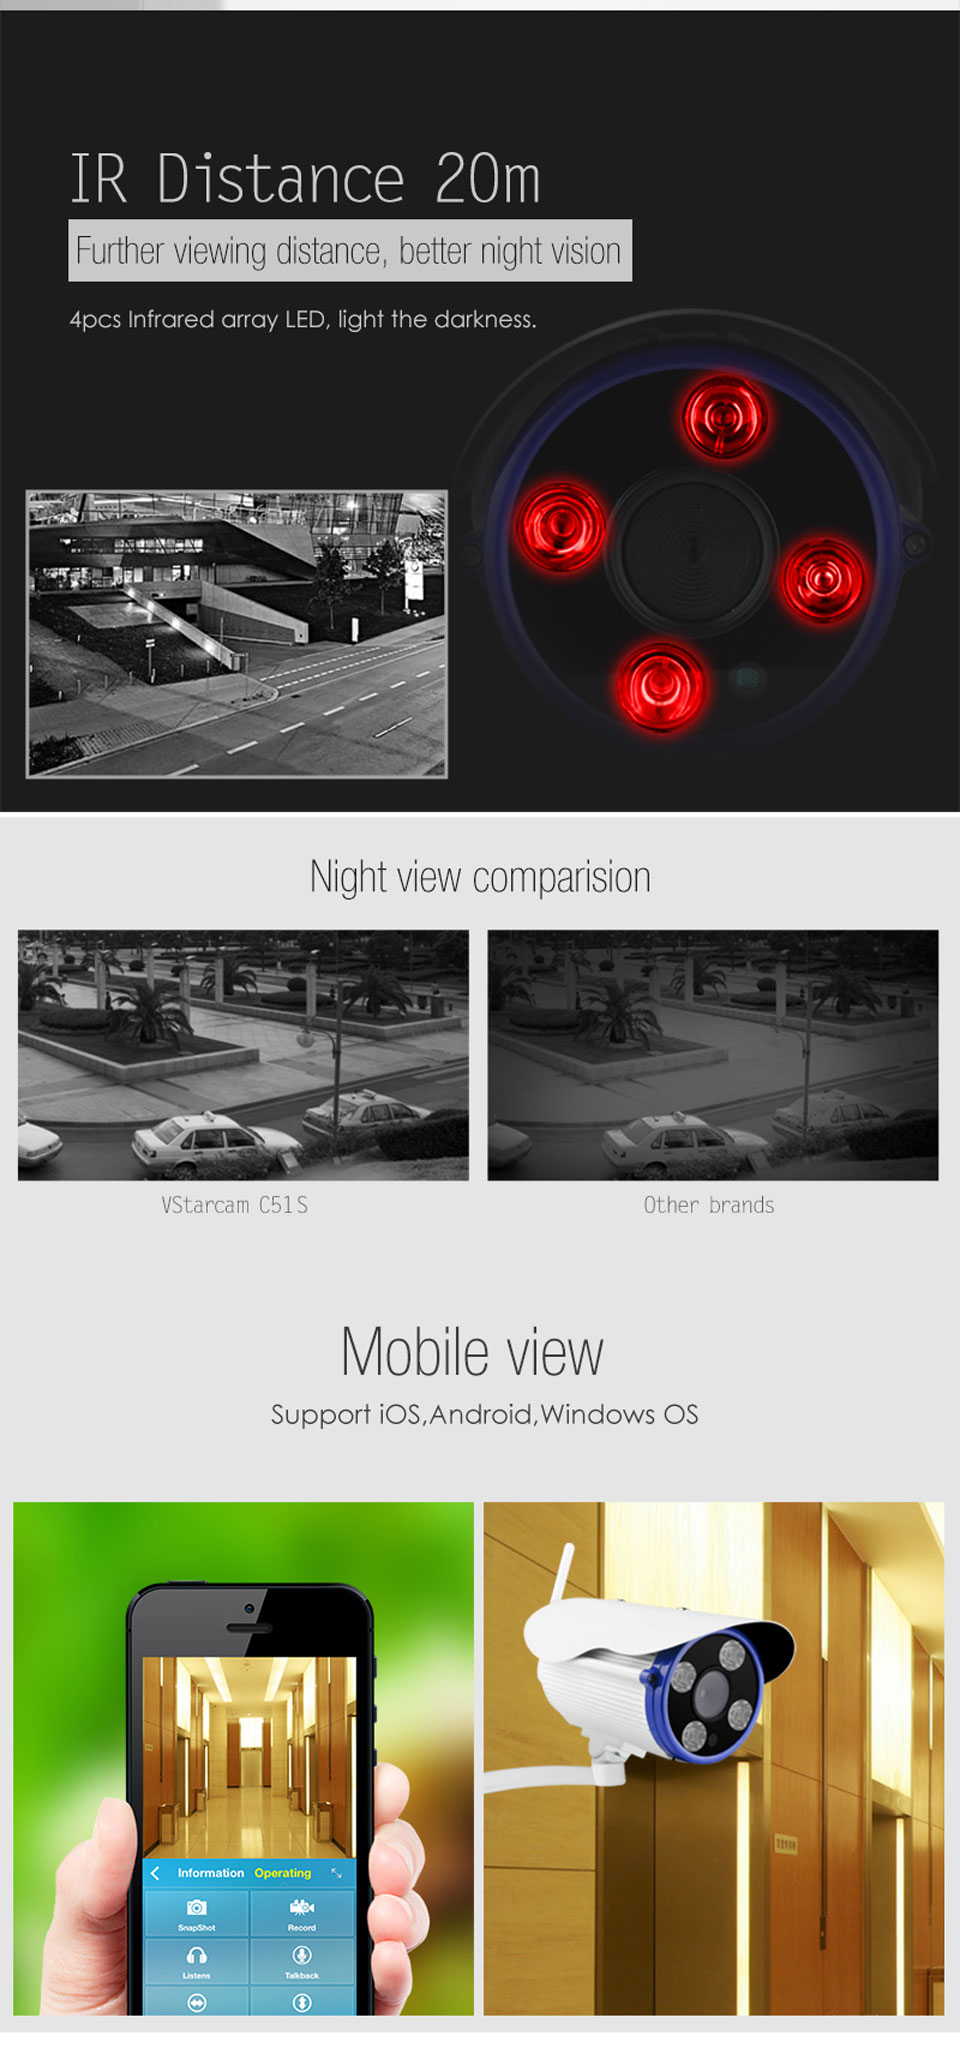 IR Distance 20m
Further viewing distance, better night vision
4pcs Infrared array LED, light the darkness.
Night view comparision
VStarcam C51S
Other brands
Mobile view
Support iOS,Android,Windows OS
Information Operating
SnapShot
Record
Listens
Talkback